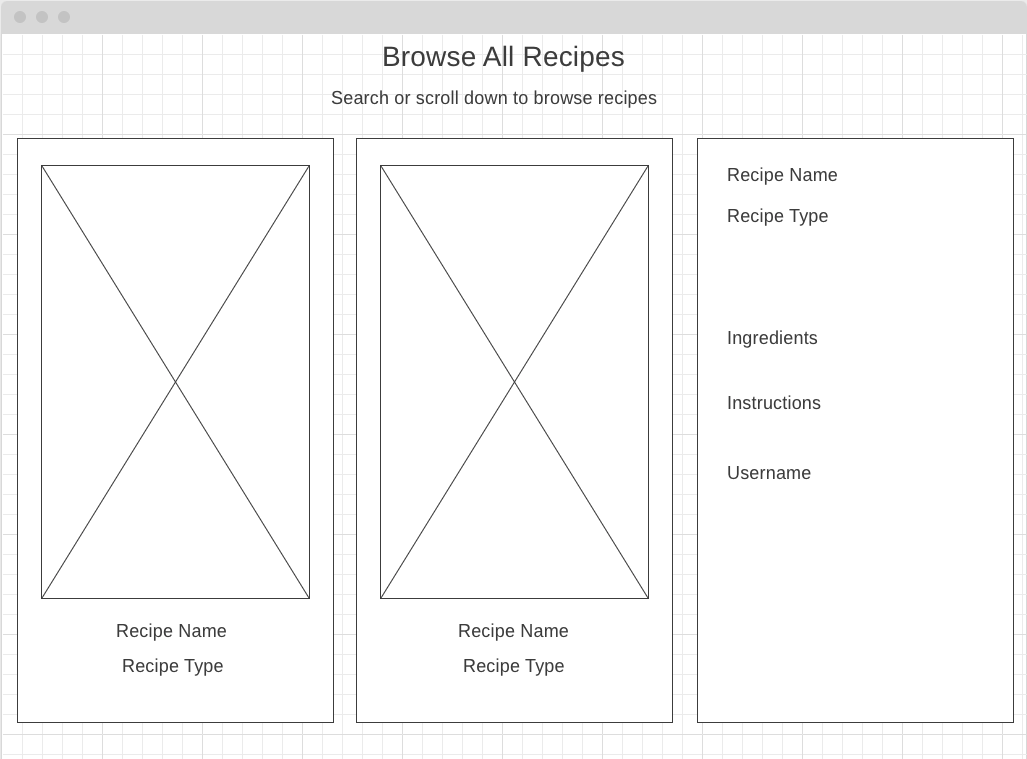 Browse All Recipes
Search or scroll down to browse recipes
Recipe Name
Recipe Type
Recipe Name
Recipe Type
Recipe Name
Recipe Type
Ingredients
Instructions
Username